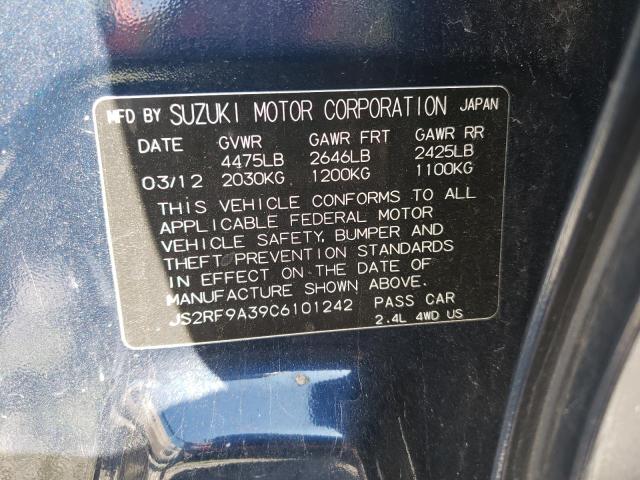 MFD BY SUZUKI MOTOR CORPORATION JAPAN
DATE GVWR GAWR FRT GAWR RR
4475LB 2646LB 2425LB
03/12 2030KG 1200KG 1100KG
THIS VEHICLE CONFORMS TO ALL
APPLICABLE FEDERAL MOTOR
VEHICLE SAFETY, BUMPER AND
THEFT PREVENTION STANDARDS
IN EFFECT ON THE DATE OF
MANUFACTURE SHOWN ABOVE.
JS2RF9A39C6101242 PASS CAR
2.4L 4WD US